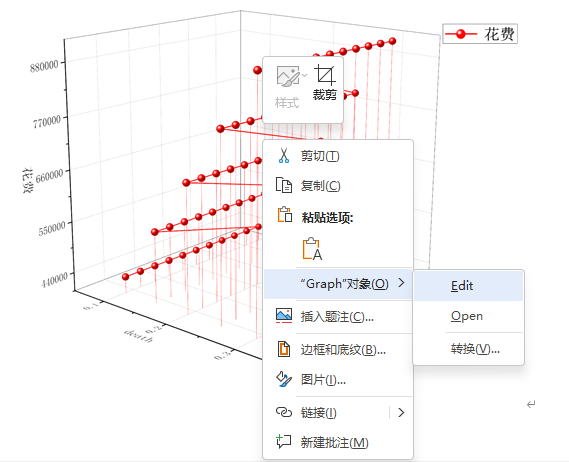 花费
880000
770000
660000
550000
440000
花费
0.1
0.2
0.3
death
样式
裁剪
剪切(T)
复制(C)
粘贴选项:
A
“Graph”对象(O)
Edit
Open
转换(V)...
插入题注(C)...
边框和底纹(B)...
图片(I)...
链接(I)
新建批注(M)